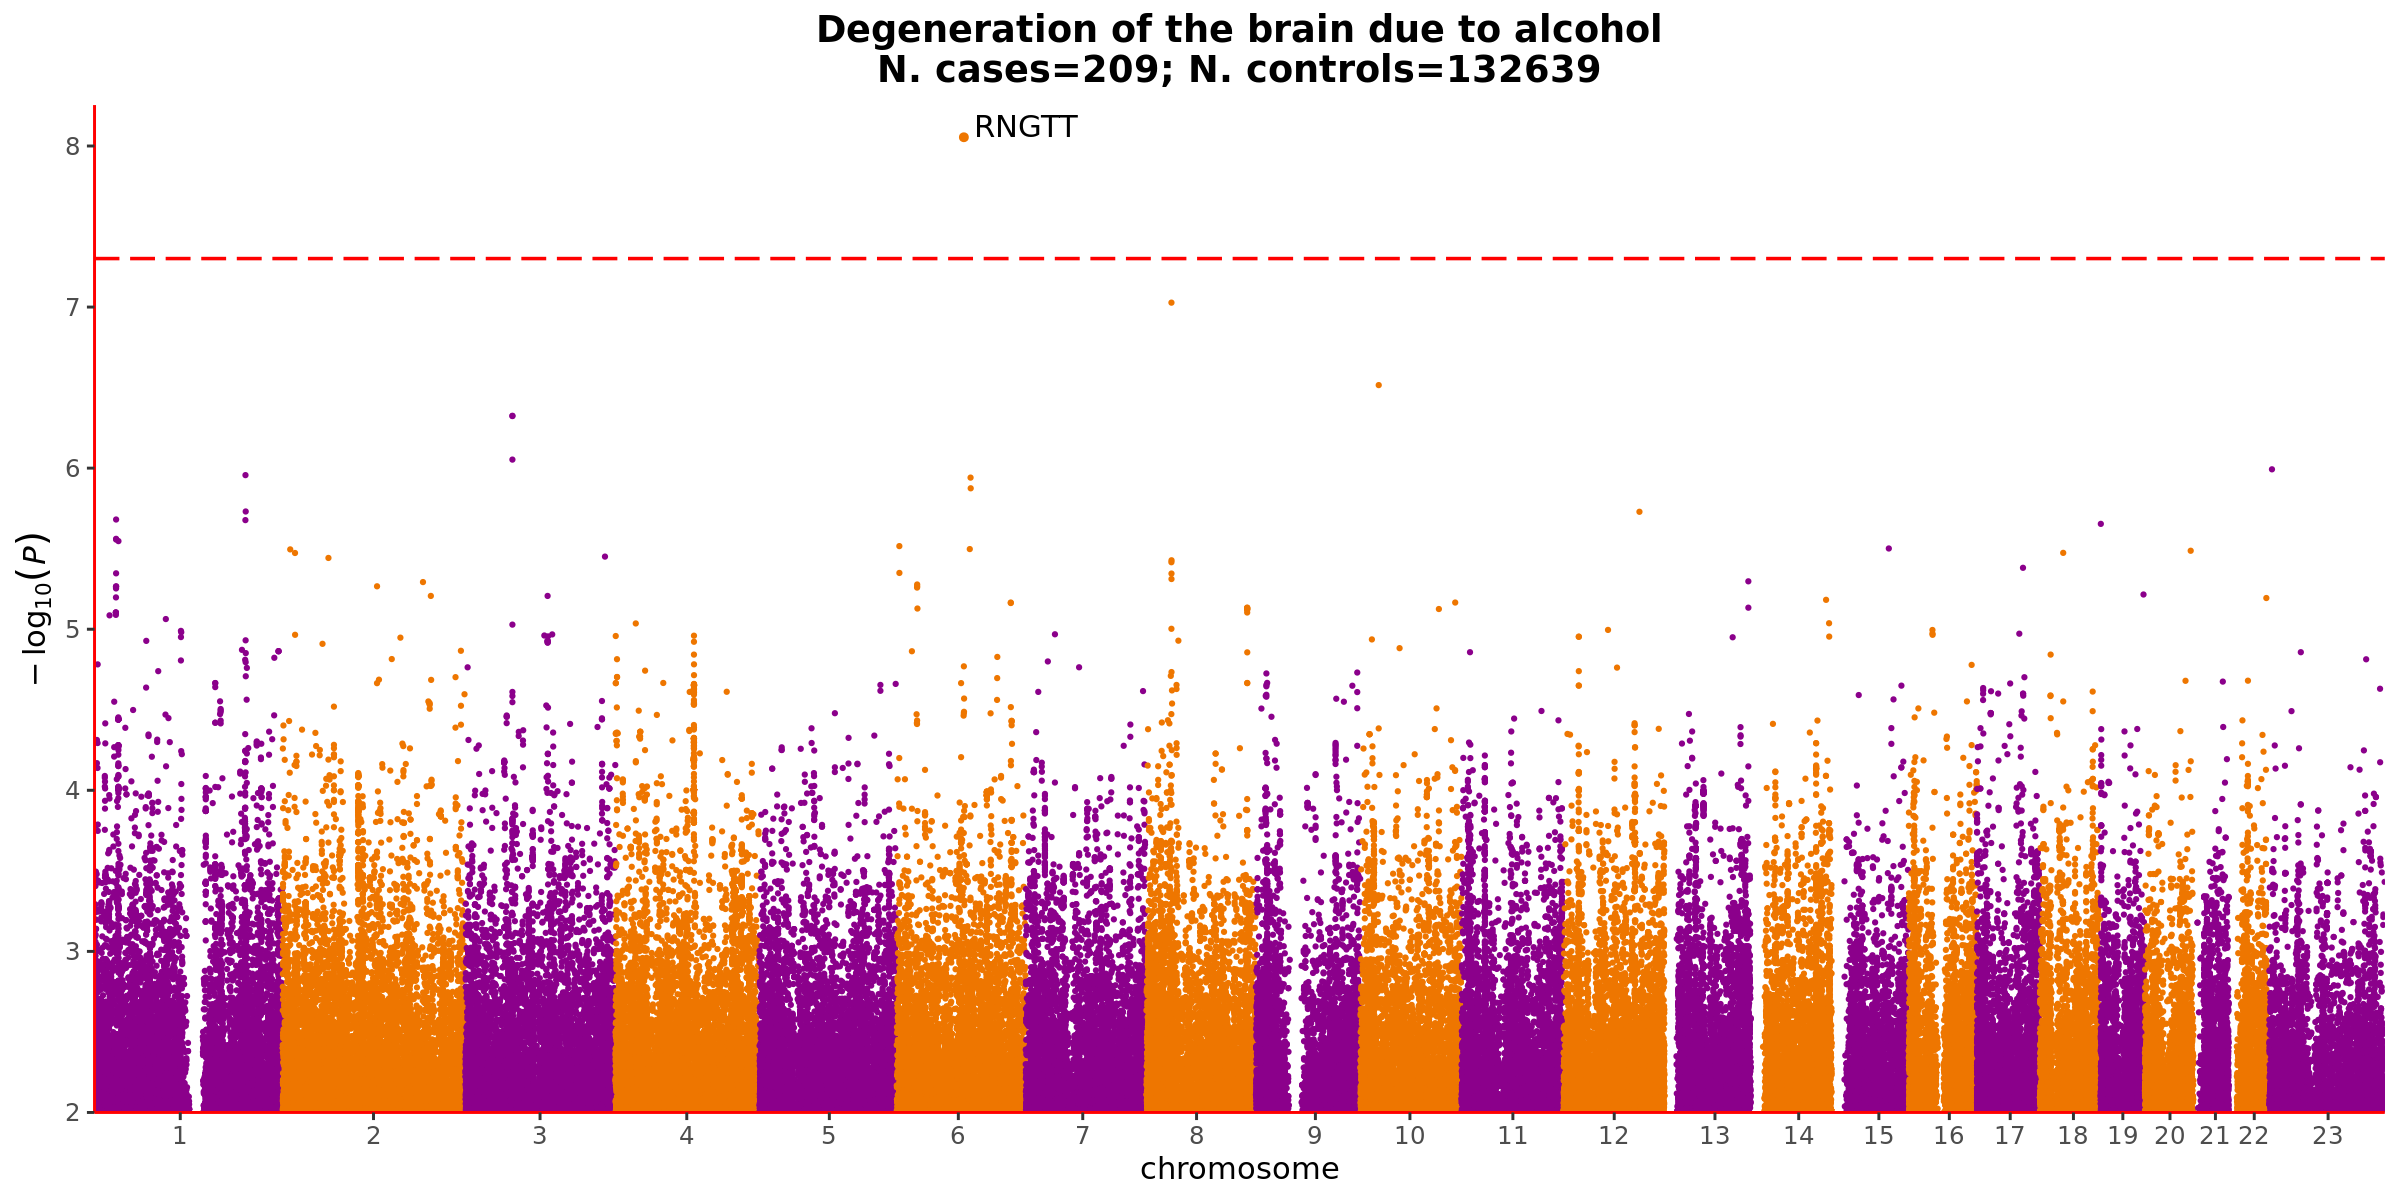 Degeneration of the brain due to alcohol
N. cases=209; N. controls=132639
RNGTT
8
7
6
5
4
3
2
−log10(P)
1 2 3 4 5 6 7 8 9 10 11 12 13 14 15 16 17 18 19 20 21 22 23
chromosome